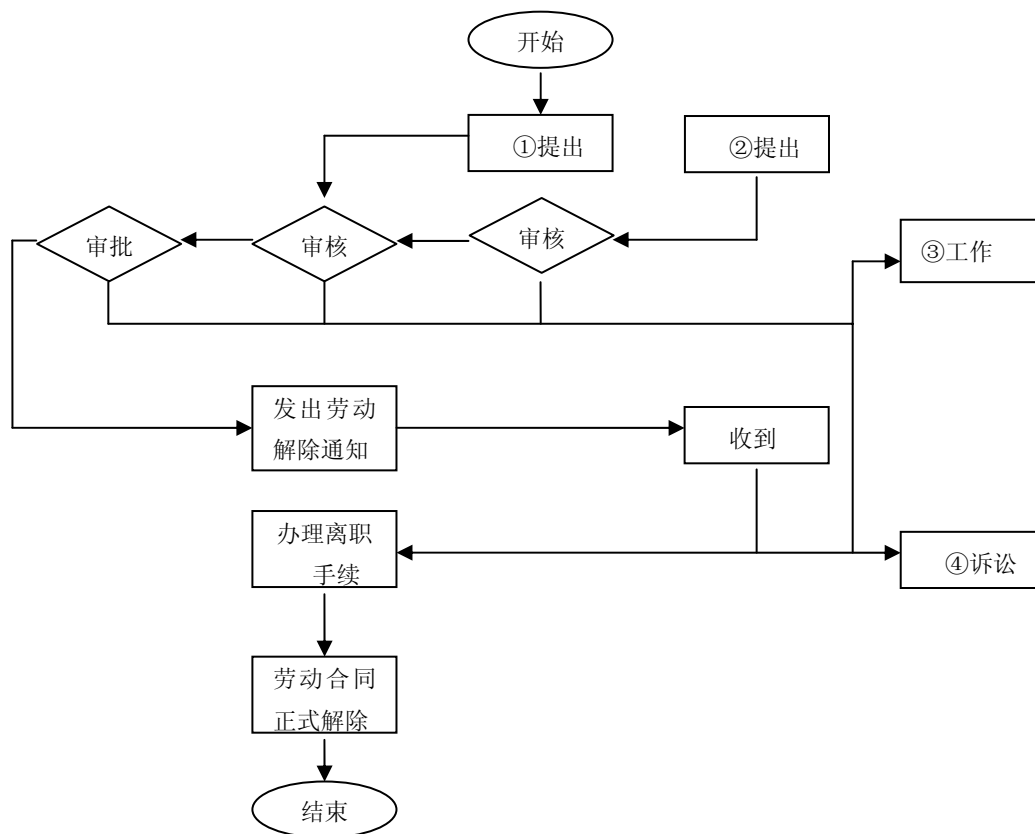 开始
①提出
②提出
审批
审核
审核
③工作
发出劳动
解除通知
收到
办理离职
手续
④诉讼
劳动合同
正式解除
结束